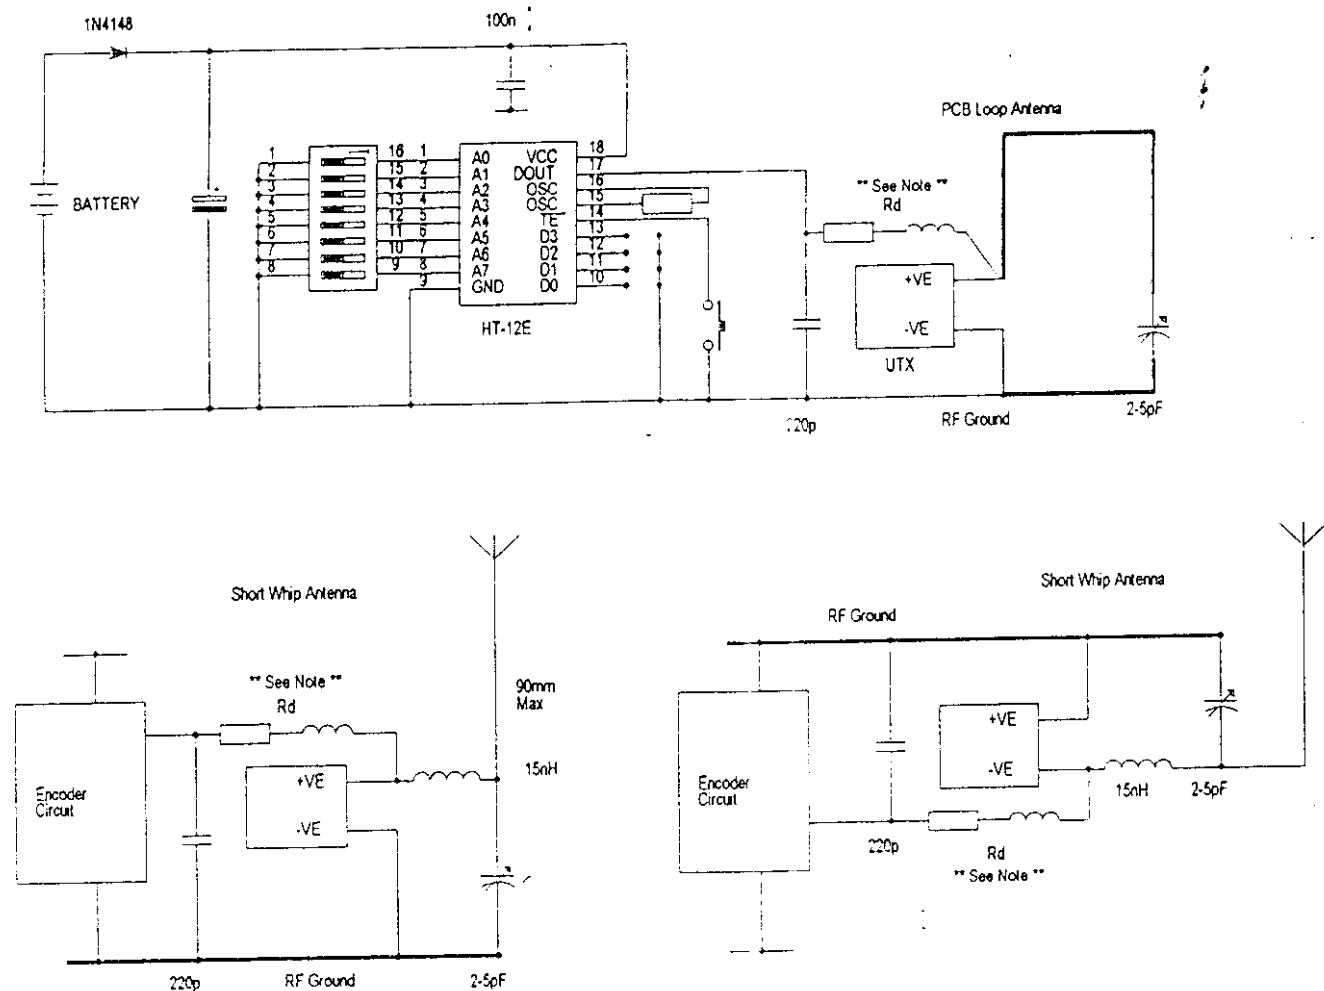 1N4148
100n
PCB Loop Antenna
BATTERY
1
2
3
4
5
6
7
8
16 1
15 2
14 3
13 4
12 5
11 6
10 7
9 8
9
A0 VCC 18
A1 DOUT 17
A2 OSC 16
A3 OSC 15
A4 TE 14
A5 D3 13
A6 D2 12
A7 D1 11
GND D0 10
HT-12E
** See Note **
Rd
+VE
-VE
UTX
220p
RF Ground
2-5pF
Short Whip Antenna
** See Note **
Rd
90mm
Max
15nH
+VE
-VE
Encoder
Circuit
220p
RF Ground
2-5pF
Short Whip Antenna
RF Ground
+VE
-VE
Encoder
Circuit
15nH
2-5pF
220p
Rd
** See Note **